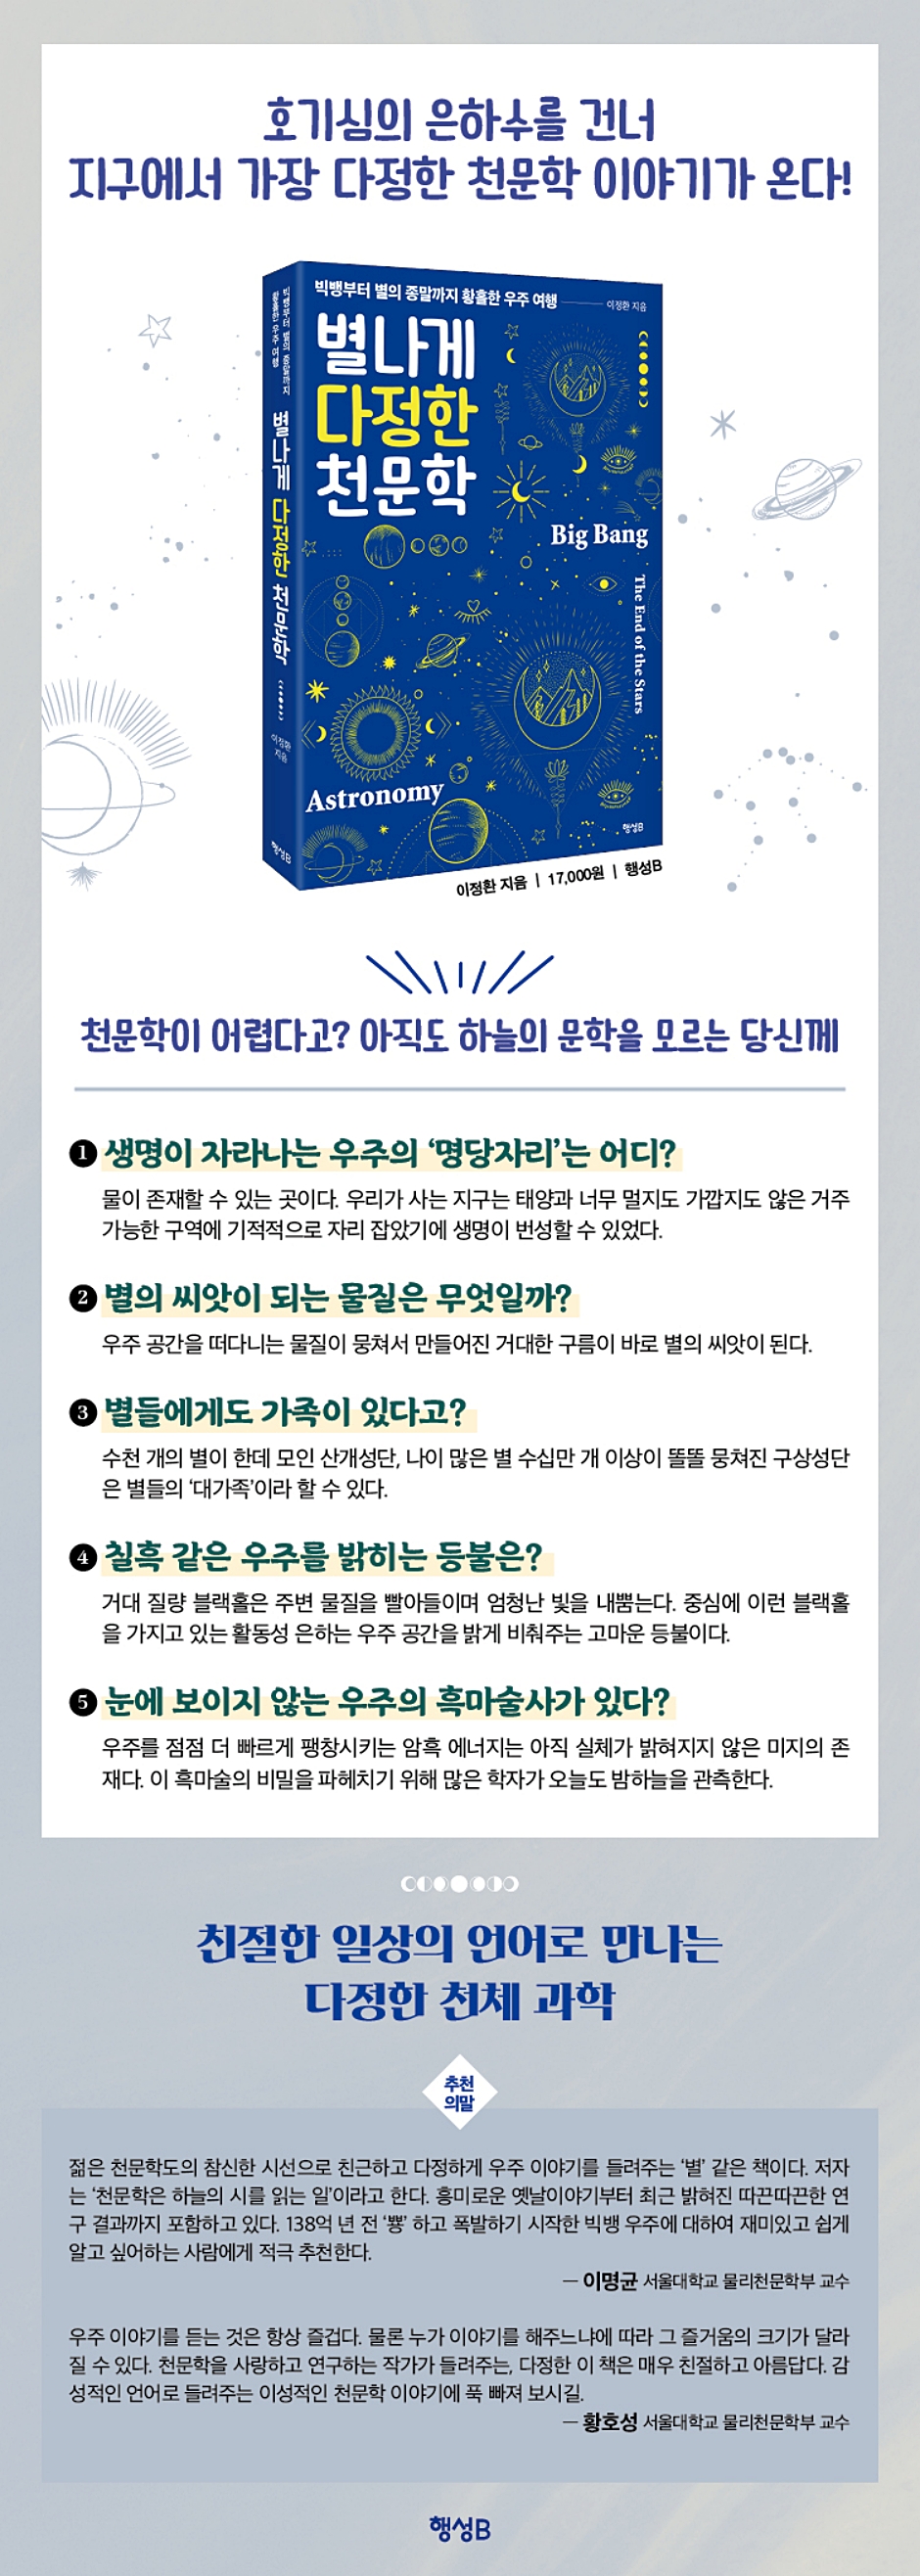 호기심의 은하수를 건너
지구에서 가장 다정한 천문학 이야기가 온다!
빅뱅부터 별의 종말까지
황홀한 우주 여행
별나게 다정한 천문학
이정환
지음
행성B
빅뱅부터 별의 종말까지 황홀한 우주 여행
이정환 지음
별나게
다정한
천문학
Big Bang
The End of the Stars
Astronomy
행성B
이정환 지음 | 17,000원 | 행성B
천문학이 어렵다고? 아직도 하늘의 문학을 모르는 당신께
1 생명이 자라나는 우주의 ‘명당자리’는 어디?
물이 존재할 수 있는 곳이다. 우리가 사는 지구는 태양과 너무 멀지도 가깝지도 않은 거주
가능한 구역에 기적적으로 자리 잡았기에 생명이 번성할 수 있었다.
2 별의 씨앗이 되는 물질은 무엇일까?
우주 공간을 떠다니는 물질이 뭉쳐서 만들어진 거대한 구름이 바로 별의 씨앗이 된다.
3 별들에게도 가족이 있다고?
수천 개의 별이 한데 모인 산개성단, 나이 많은 별 수십만 개 이상이 똘똘 뭉쳐진 구상성단
은 별들의 ‘대가족’이라 할 수 있다.
4 칠흑 같은 우주를 밝히는 등불은?
거대 질량 블랙홀은 주변 물질을 빨아들이며 엄청난 빛을 내뿜는다. 중심에 이런 블랙홀
을 가지고 있는 활동성 은하는 우주 공간을 밝게 비춰주는 고마운 등불이다.
5 눈에 보이지 않는 우주의 흑마술사가 있다?
우주를 점점 더 빠르게 팽창시키는 암흑 에너지는 아직 실체가 밝혀지지 않은 미지의 존
재다. 이 흑마술의 비밀을 파헤치기 위해 많은 학자가 오늘도 밤하늘을 관측한다.
친절한 일상의 언어로 만나는
다정한 천체 과학
추천
의말
젊은 천문학도의 참신한 시선으로 친근하고 다정하게 우주 이야기를 들려주는 ‘별’ 같은 책이다. 저자
는 ‘천문학은 하늘의 시를 읽는 일’이라고 한다. 흥미로운 옛날이야기부터 최근 밝혀진 따끈따끈한 연
구 결과까지 포함하고 있다. 138억 년 전 ‘뿅’ 하고 폭발하기 시작한 빅뱅 우주에 대하여 재미있고 쉽게
알고 싶어하는 사람에게 적극 추천한다.
— 이명균 서울대학교 물리천문학부 교수
우주 이야기를 듣는 것은 항상 즐겁다. 물론 누가 이야기를 해주느냐에 따라 그 즐거움의 크기가 달라
질 수 있다. 천문학을 사랑하고 연구하는 작가가 들려주는, 다정한 이 책은 매우 친절하고 아름답다. 감
성적인 언어로 들려주는 이성적인 천문학 이야기에 푹 빠져 보시길.
— 황호성 서울대학교 물리천문학부 교수
행성B